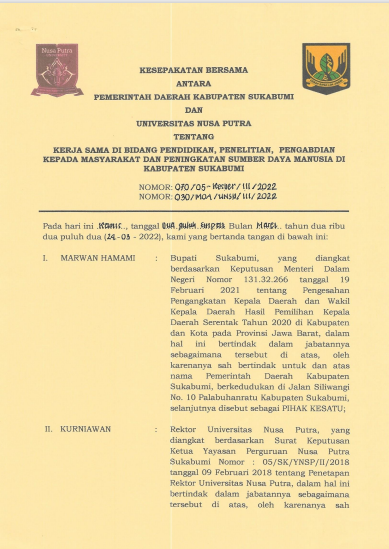 Nusa Putra
KESEPAKATAN BERSAMA
ANTARA
PEMERINTAH DAERAH KABUPATEN SUKABUMI
DAN
UNIVERSITAS NUSA PUTRA
TENTANG
KERJA SAMA DI BIDANG PENDIDIKAN, PENELITIAN, PENGABDIAN
KEPADA MASYARAKAT DAN PENINGKATAN SUMBER DAYA MANUSIA DI
KABUPATEN SUKABUMI
NOMOR: 070/05-Kesber/III/2022
NOMOR: 030/MOA/UNSU/III/2022
Pada hari ini Kamis.., tanggal Dua puluh empat Bulan Maret.. tahun dua ribu
dua puluh dua (24-03 - 2022), kami yang bertanda tangan di bawah ini:
I. MARWAN HAMAMI : Bupati Sukabumi, yang diangkat
berdasarkan Keputusan Menteri Dalam
Negeri Nomor 131.32.266 tanggal 19
Februari 2021 tentang Pengesahan
Pengangkatan Kepala Daerah dan Wakil
Kepala Daerah Hasil Pemilihan Kepala
Daerah Serentak Tahun 2020 di Kabupaten
dan Kota pada Provinsi Jawa Barat, dalam
hal ini bertindak dalam jabatannya
sebagaimana tersebut di atas, oleh
karenanya sah bertindak untuk dan atas
nama Pemerintah Daerah Kabupaten
Sukabumi, berkedudukan di Jalan Siliwangi
No. 10 Palabuhanratu Kabupaten Sukabumi,
selanjutnya disebut sebagai PIHAK KESATU;
II. KURNIAWAN : Rektor Universitas Nusa Putra, yang
diangkat berdasarkan Surat Keputusan
Ketua Yayasan Perguruan Nusa Putra
Sukabumi Nomor : 05/SK/YNSP/II/2018
tanggal 09 Februari 2018 tentang Penetapan
Rektor Universitas Nusa Putra, dalam hal ini
bertindak dalam jabatannya sebagaimana
tersebut di atas, oleh karenanya sah